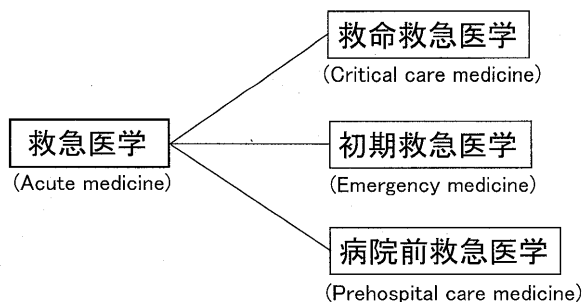 救命救急医学
(Critical care medicine)
救急医学
(Acute medicine)
初期救急医学
(Emergency medicine)
病院前救急医学
(Prehospital care medicine)